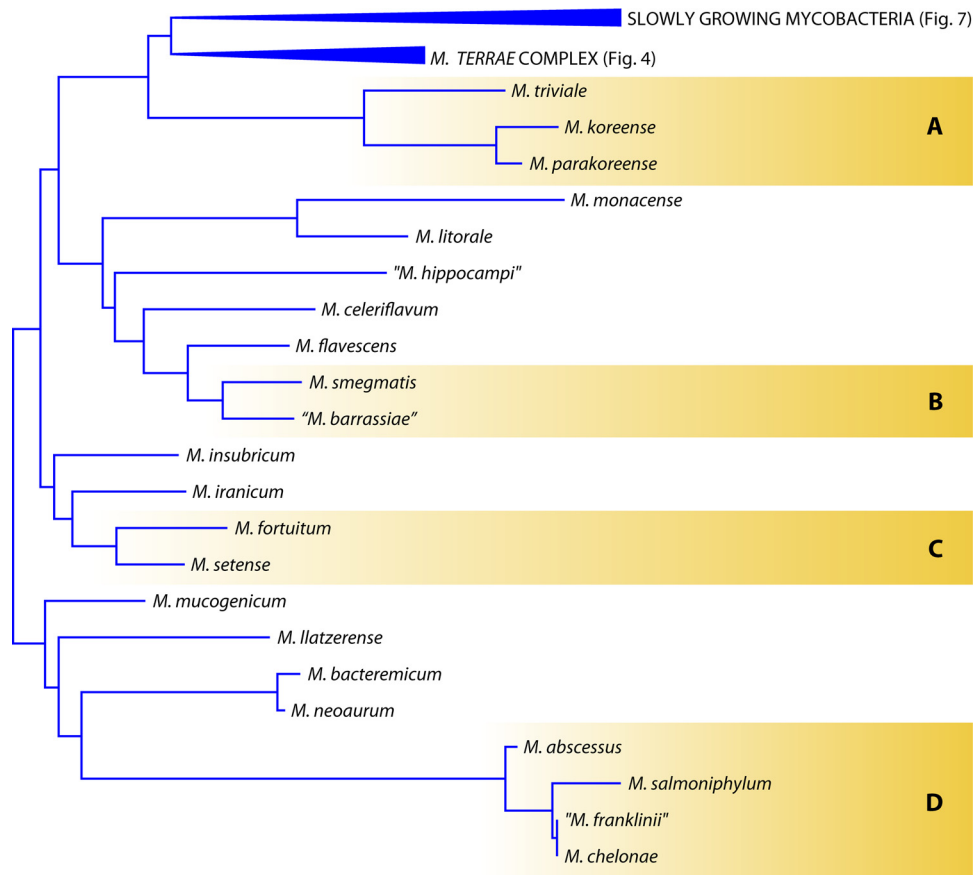 SLOWLY GROWING MYCOBACTERIA (Fig. 7)
M. TERRAE COMPLEX (Fig. 4)
M. triviale
A
M. koreense
M. parakoreense
M. monacense
M. litorale
"M. hippocampi"
M. celeriflavum
M. flavescens
M. smegmatis
B
“M. barrassiae”
M. insubricum
M. iranicum
M. fortuitum
C
M. setense
M. mucogenicum
M. llatzerense
M. bacteremicum
M. neoaurum
M. abscessus
M. salmoniphylum
D
"M. franklinii"
M. chelonae